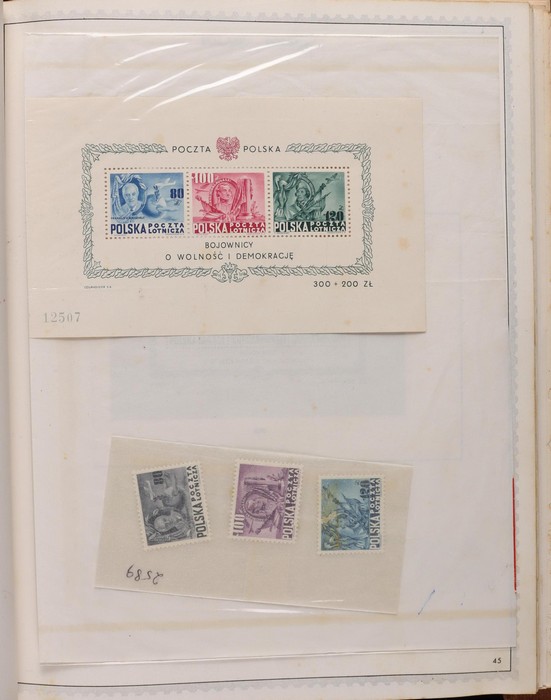 POCZTA POLSKA
80 100 120
POLSKA POCZTA LOTNICZA POLSKA POCZTA LOTNICZA POLSKA POCZTA LOTNICZA
BOJOWNICY
O WOLNOŚĆ I DEMOKRACJĘ
300 + 200 ZŁ
12507
80 100 120
POLSKA POCZTA LOTNICZA POLSKA POCZTA LOTNICZA POLSKA POCZTA LOTNICZA
45